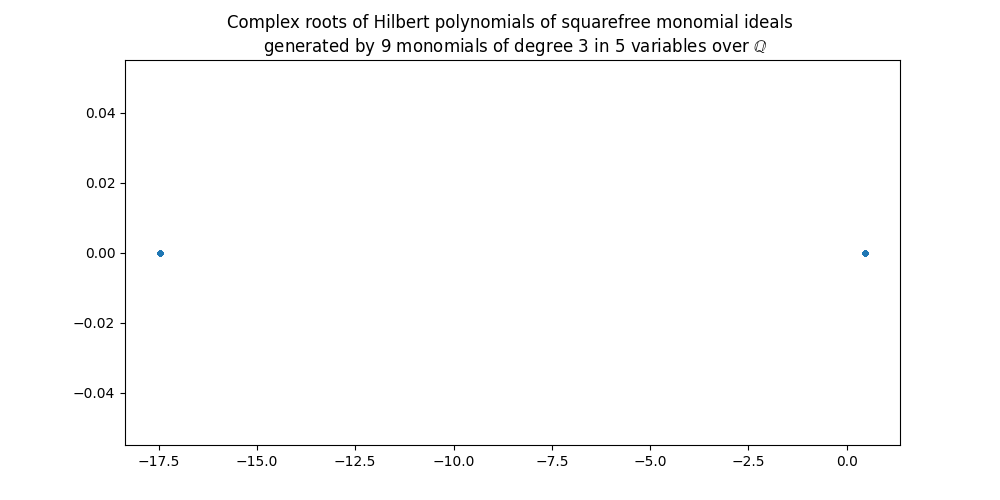 Complex roots of Hilbert polynomials of squarefree monomial ideals
generated by 9 monomials of degree 3 in 5 variables over ℚ
0.04
0.02
0.00
−0.02
−0.04
−17.5 −15.0 −12.5 −10.0 −7.5 −5.0 −2.5 0.0